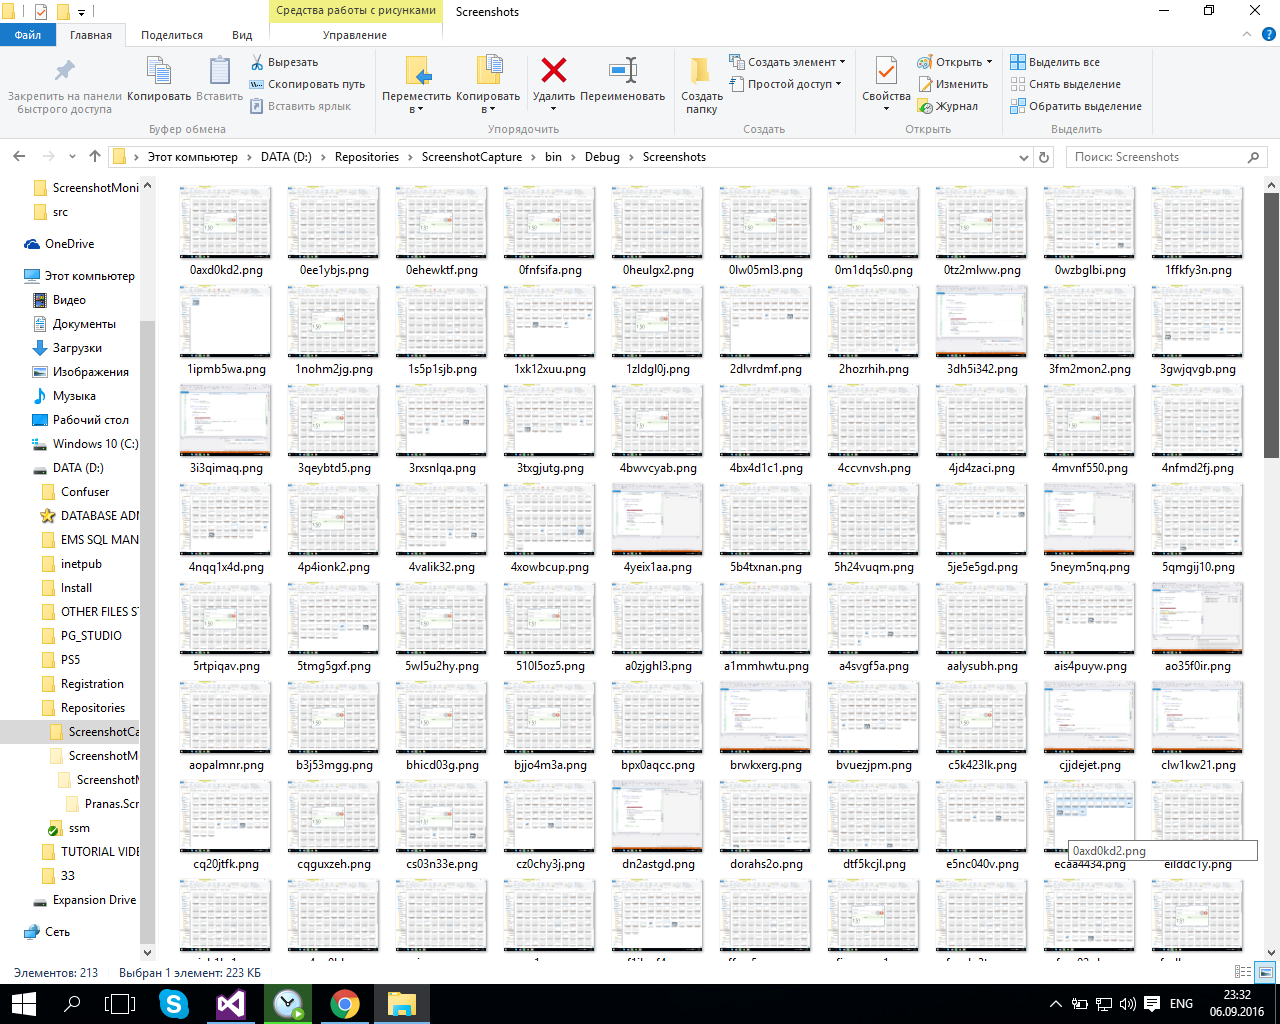 Средства работы с рисунками
Screenshots
Файл
Главная
Поделиться
Вид
Управление
Закрепить на панели
быстрого доступа
Копировать
Вставить
Вырезать
Скопировать путь
Вставить ярлык
Переместить
в
Копировать
в
Удалить
Переименовать
Создать
папку
Создать элемент
Простой доступ
Свойства
Открыть
Изменить
Журнал
Выделить все
Снять выделение
Обратить выделение
Буфер обмена
Упорядочить
Создать
Открыть
Выделить
Этот компьютер
DATA (D:)
Repositories
ScreenshotCapture
bin
Debug
Screenshots
Поиск: Screenshots
ScreenshotMoni
src
OneDrive
Этот компьютер
Видео
Документы
Загрузки
Изображения
Музыка
Рабочий стол
Windows 10 (C:)
DATA (D:)
Confuser
DATABASE ADM
EMS SQL MAN
inetpub
Install
OTHER FILES ST
PG_STUDIO
PS5
Registration
Repositories
ScreenshotCa
ScreenshotM
Screenshot
Pranas.Scr
ssm
TUTORIAL VIDE
33
Expansion Drive
Сеть
0axd0kd2.png 0ee1ybjs.png 0ehewktf.png 0fnfsifa.png 0heulgx2.png 0lw05ml3.png 0m1dq5s0.png 0tz2mlww.png 0wzbglbi.png 1ffkfy3n.png
1ipmb5wa.png 1nohm2jg.png 1s5p1sjb.png 1xk12xuu.png 1zldgl0j.png 2dlvrdmf.png 2hozrhih.png 3dh5i342.png 3fm2mon2.png 3gwjqvgb.png
3i3qimaq.png 3qeybtd5.png 3rxsnlqa.png 3txgjutg.png 4bwvcyab.png 4bx4d1c1.png 4ccvnvsh.png 4jd4zaci.png 4mvnf550.png 4nfmd2fj.png
4nqq1x4d.png 4p4ionk2.png 4valik32.png 4xowbcup.png 4yeix1aa.png 5b4txnan.png 5h24vuqm.png 5je5e5gd.png 5neym5nq.png 5qmgij10.png
5rtpiqav.png 5tmg5gxf.png 5wl5u2hy.png 510l5oz5.png a0zjghl3.png a1mmhwtu.png a4svgf5a.png aalysubh.png ais4puyw.png ao35f0ir.png
aopalmnr.png b3j53mgg.png bhicd03g.png bjjo4m3a.png bpx0aqcc.png brwkxerg.png bvuezjpm.png c5k423lk.png cjjdejet.png clw1kw21.png
cq20jtfk.png cqguxzeh.png cs03n33e.png cz0chy3j.png dn2astgd.png dorahs2o.png dtf5kcjl.png e5nc040v.png ecaa4434.png
0axd0kd2.png
Элементов: 213
Выбран 1 элемент: 223 КБ
ENG
23:32
06.09.2016